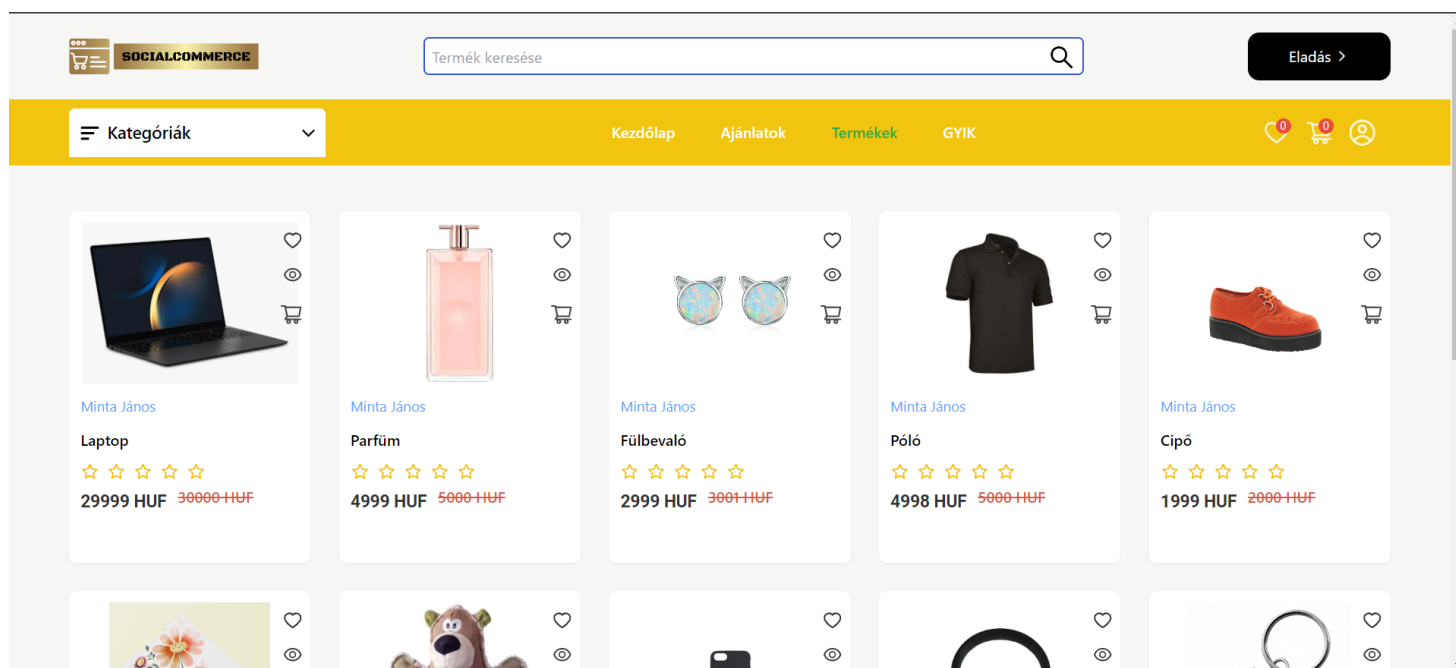 SOCIALCOMMERCE
Termék keresése
Eladás >
Kategóriák
Kezdőlap Ajánlatok Termékek GYIK
0 0
Minta János Minta János Minta János Minta János Minta János
Laptop Parfüm Fülbevaló Póló Cipő
29999 HUF 30000 HUF 4999 HUF 5000 HUF 2999 HUF 3001 HUF 4998 HUF 5000 HUF 1999 HUF 2000 HUF